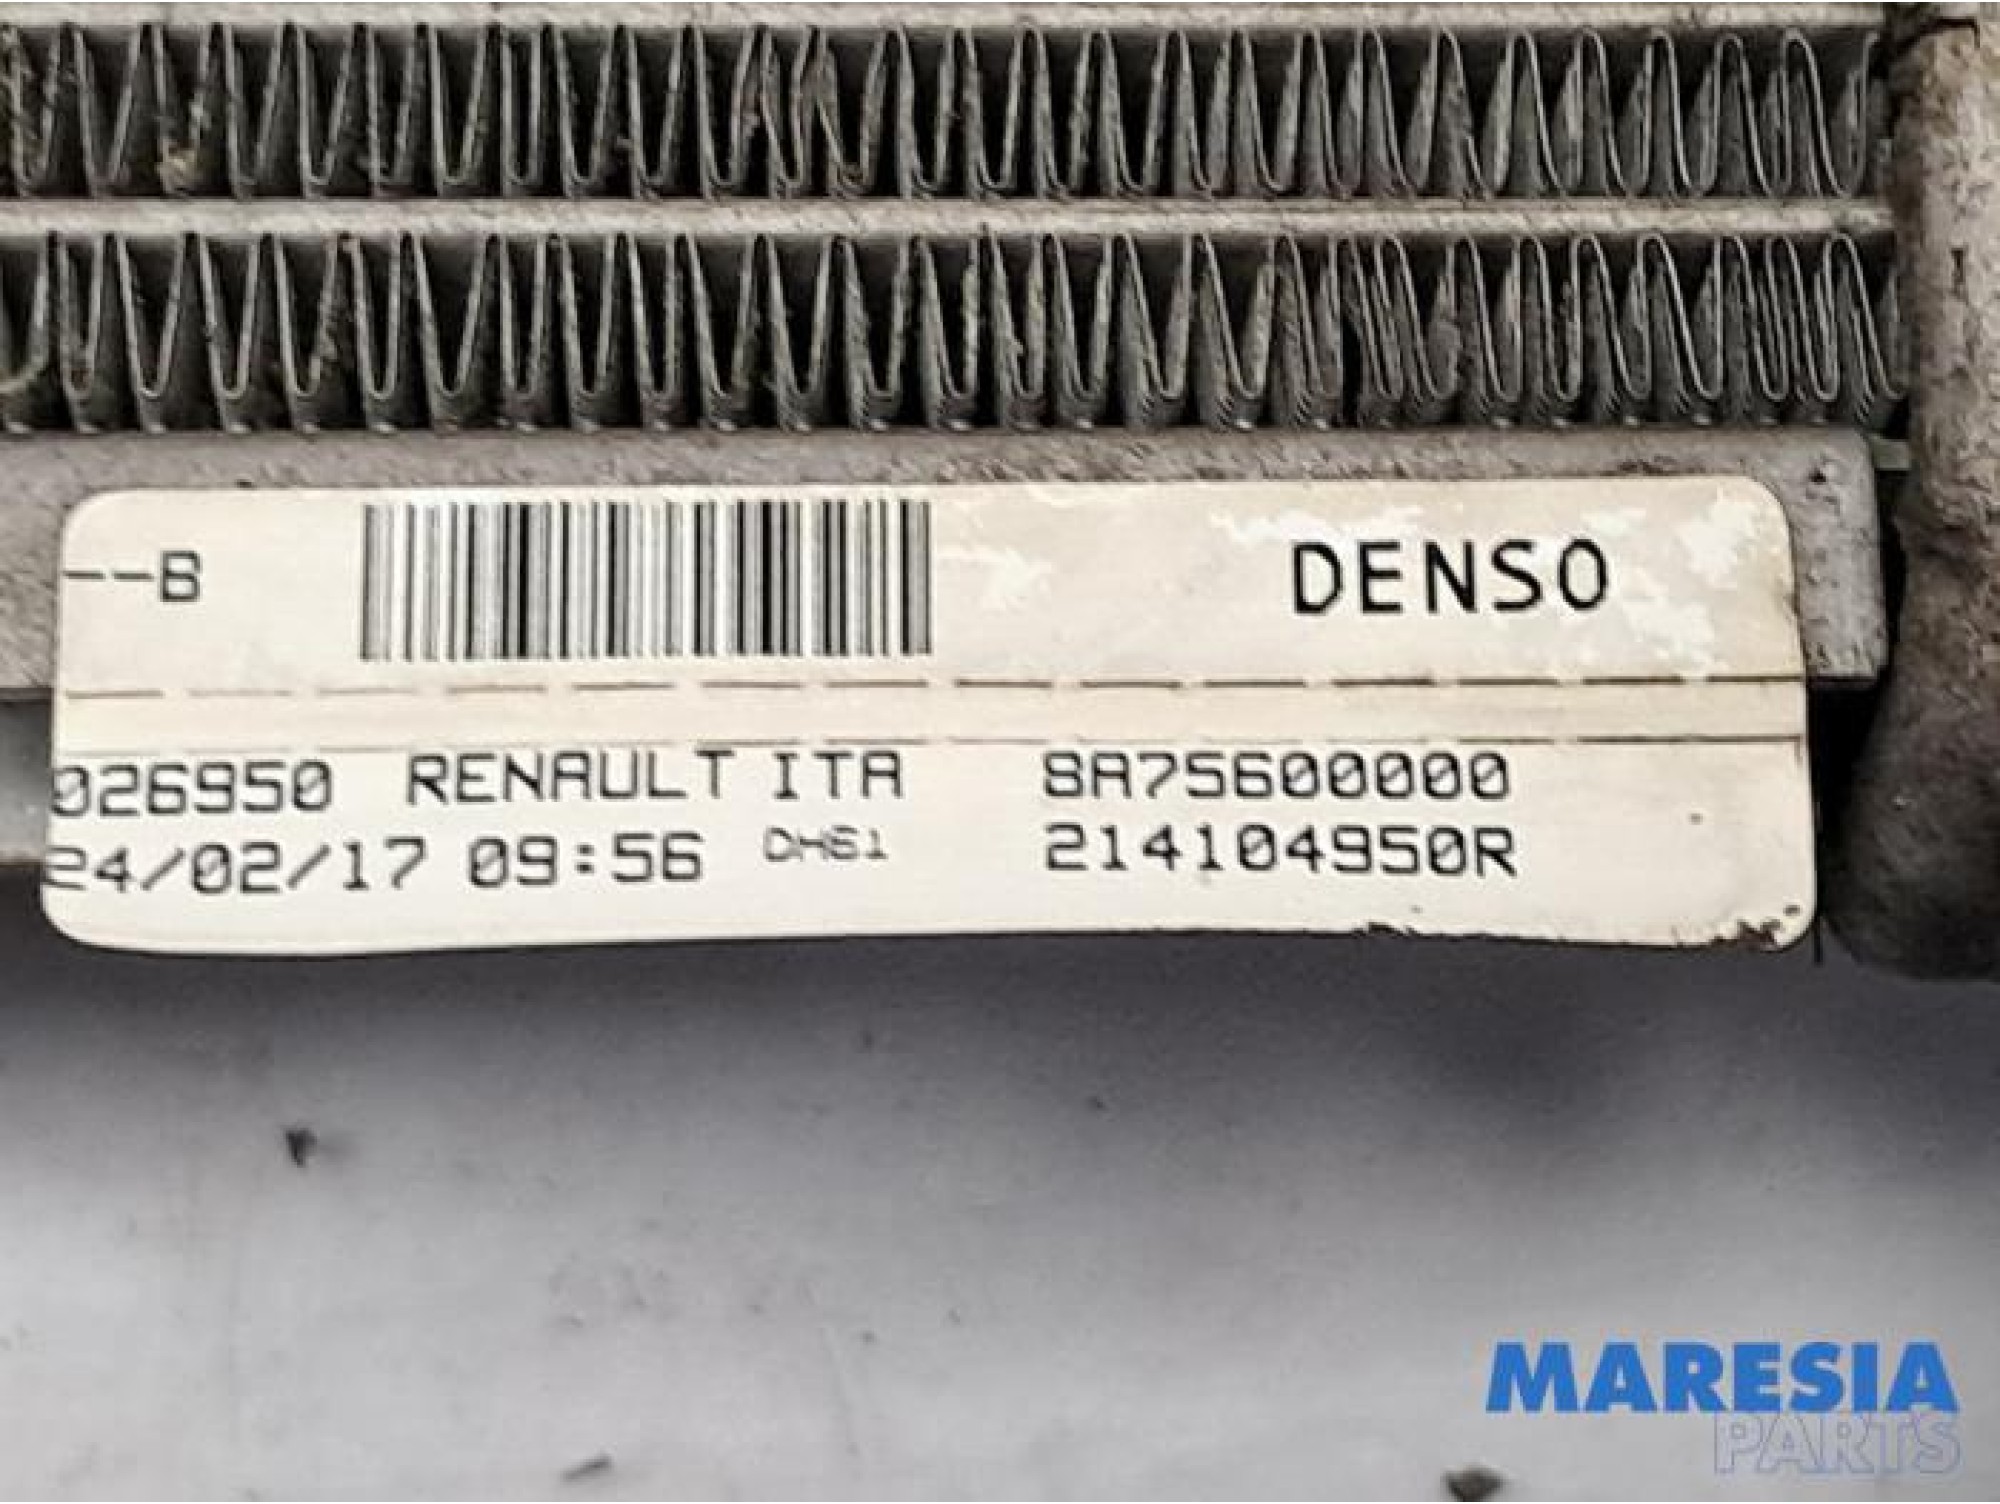 --B
DENSO
026950 RENAULT ITA 8A75600000
24/02/17 09:56 DHS1 214104950R
MARESIA
PARTS